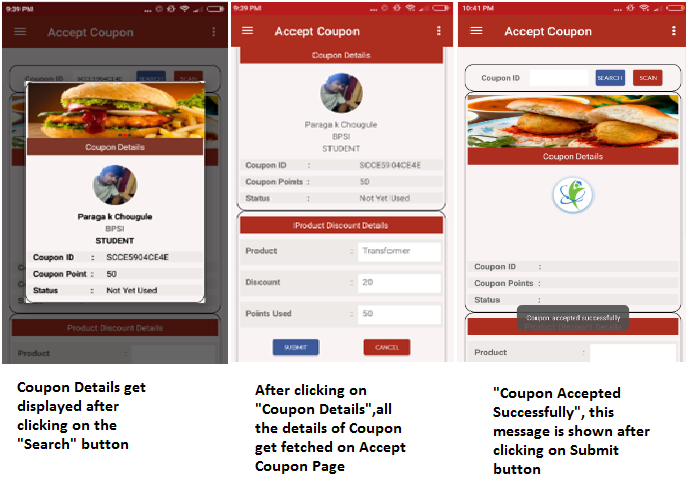 9:39 PM
Accept Coupon
Coupon ID SCCE5904CE4E SEARCH SCAN
Coupon Details
Paraga k Chougule
BPSI
STUDENT
Coupon ID : SCCE5904CE4E
Coupon Point : 50
Status : Not Yet Used
Product Discount Details
Product :
Coupon Details get
displayed after
clicking on the
"Search" button
9:39 PM
Accept Coupon
Coupon Details
Paraga k Chougule
BPSI
STUDENT
Coupon ID : SCCE5904CE4E
Coupon Points : 50
Status : Not Yet Used
IProduct Discount Details
Product : Transformer
Discount : 20
Points Used : 50
SUBMIT CANCEL
After clicking on
"Coupon Details",all
the details of Coupon
get fetched on Accept
Coupon Page
10:41 PM
Accept Coupon
Coupon ID SEARCH SCAN
Coupon Details
Coupon ID :
Coupon Points :
Status :
Coupon accepted successfully
Product Discount Details
Product :
"Coupon Accepted
Successfully", this
message is shown after
clicking on Submit
button